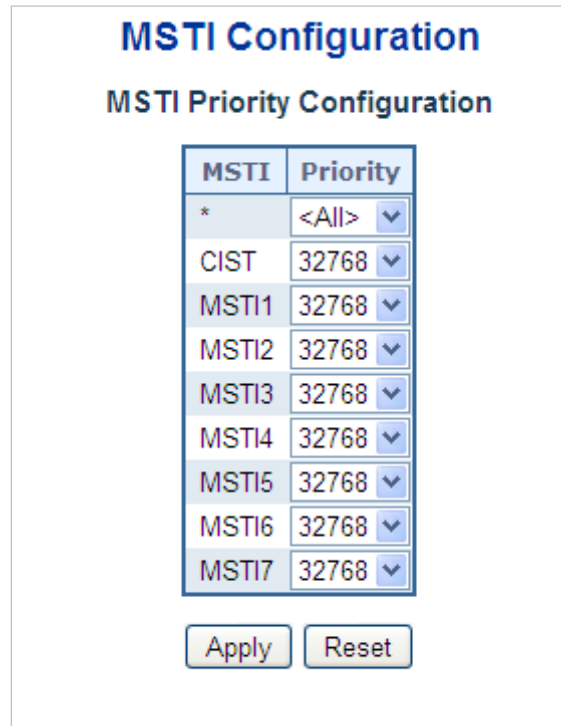 MSTI Configuration
MSTI Priority Configuration
MSTI Priority
* <All>
CIST 32768
MSTI1 32768
MSTI2 32768
MSTI3 32768
MSTI4 32768
MSTI5 32768
MSTI6 32768
MSTI7 32768
Apply Reset